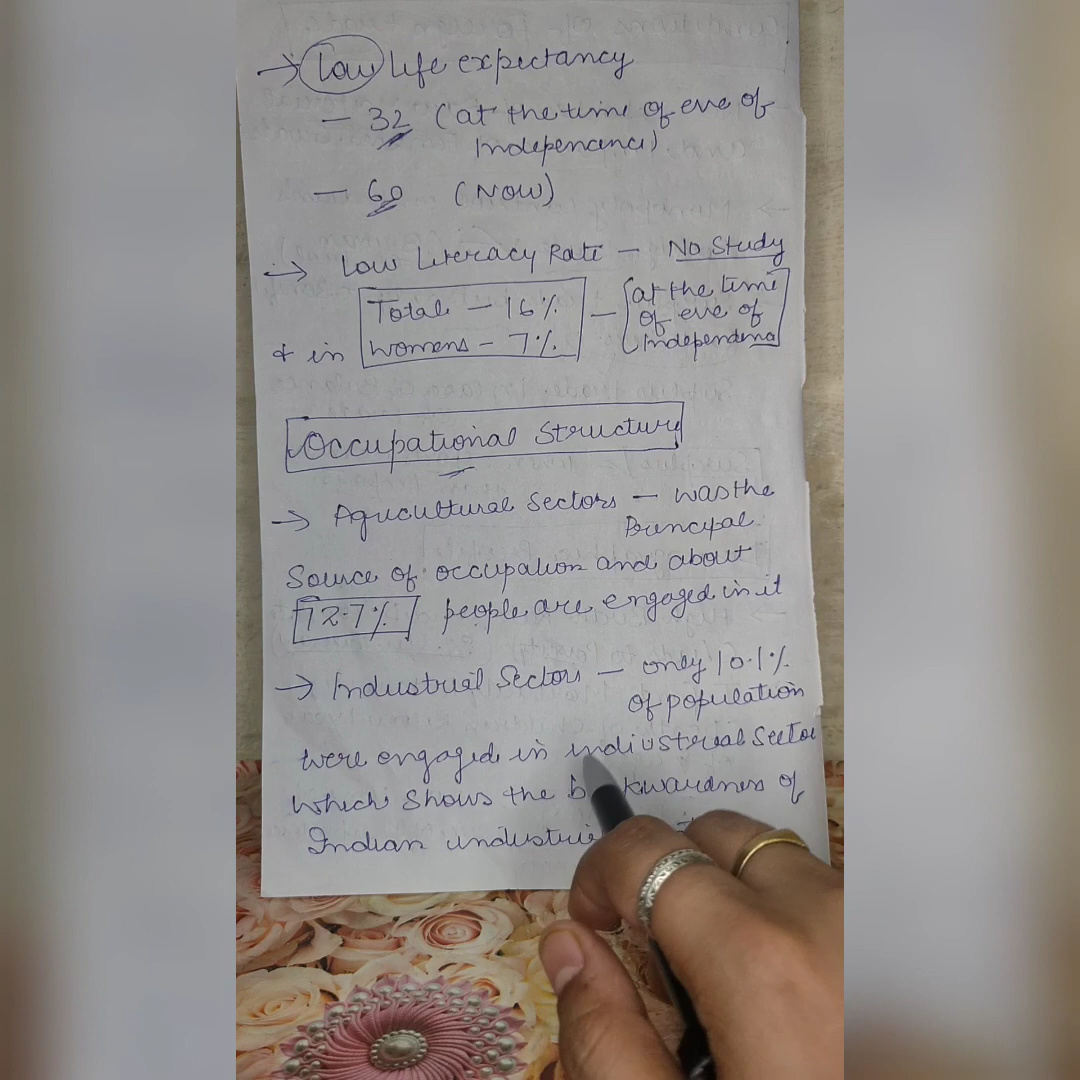 → Low life expectancy
— 32 (at the time of eve of
Independence)
— 60 (Now)
→ Low Literacy Rate — No Study
Total — 16%
& in womens — 7%
— (at the time
of eve of
Independence
Occupational Structure
→ Agricultural Sectors — was the
Principal
Source of occupation and about
72.7% people are engaged in it
→ Industrial Sectors — only 10.1%
of population
were engaged in industrial Sector
which shows the
of
Indian